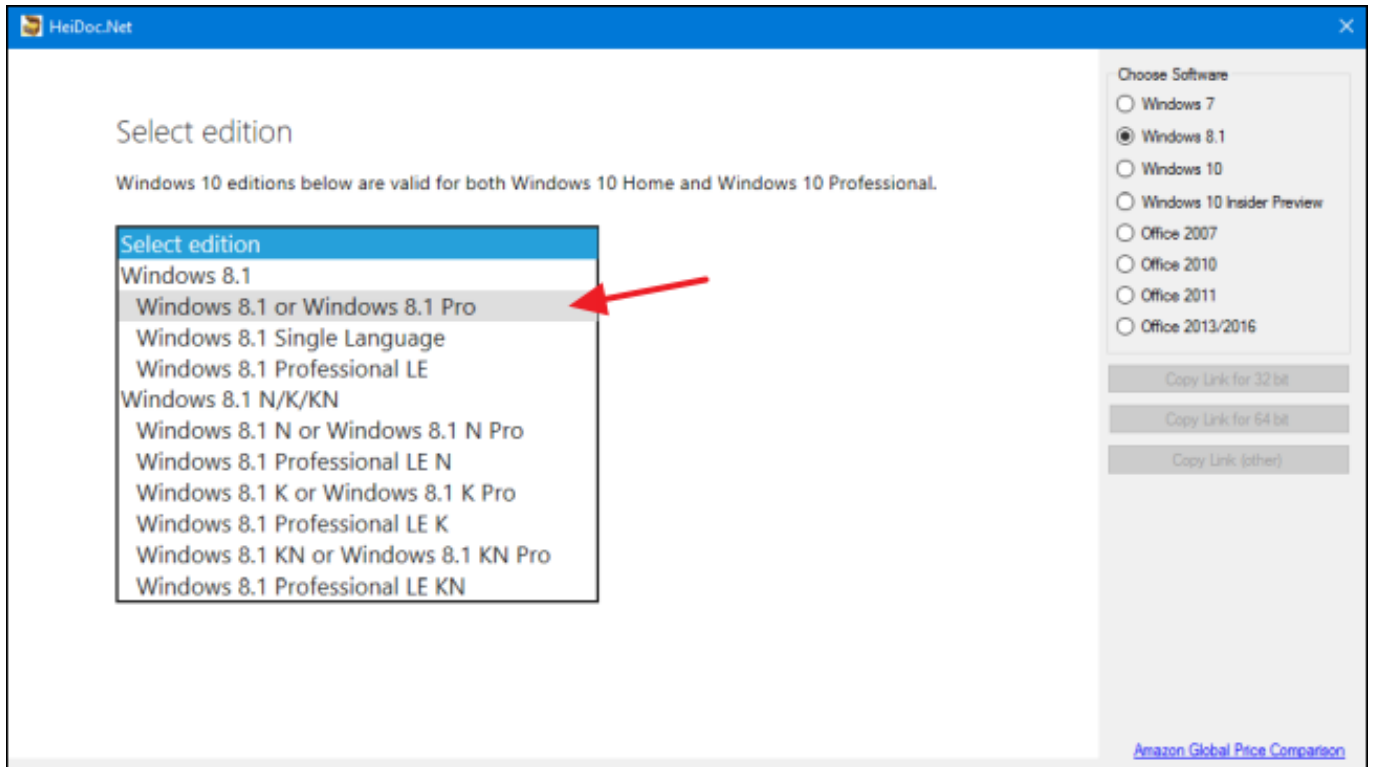 HeiDoc.Net
Select edition
Windows 10 editions below are valid for both Windows 10 Home and Windows 10 Professional.
Select edition
Windows 8.1
Windows 8.1 or Windows 8.1 Pro
Windows 8.1 Single Language
Windows 8.1 Professional LE
Windows 8.1 N/K/KN
Windows 8.1 N or Windows 8.1 N Pro
Windows 8.1 Professional LE N
Windows 8.1 K or Windows 8.1 K Pro
Windows 8.1 Professional LE K
Windows 8.1 KN or Windows 8.1 KN Pro
Windows 8.1 Professional LE KN
Choose Software
Windows 7
Windows 8.1
Windows 10
Windows 10 Insider Preview
Office 2007
Office 2010
Office 2011
Office 2013/2016
Copy Link for 32 bit
Copy Link for 64 bit
Copy Link (other)
Amazon Global Price Comparison